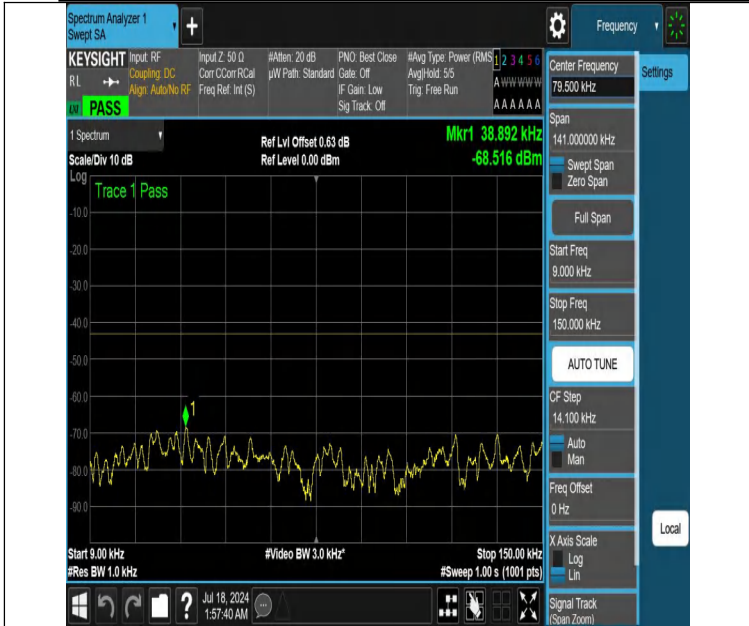 Spectrum Analyzer 1
Swept SA
+
Frequency
KEYSIGHT
RL
PASS
Input: RF
Coupling: DC
Align: Auto/No RF
Input Z: 50 Ω
Corr CCorr RCal
Freq Ref: Int (S)
#Atten: 20 dB
µW Path: Standard
PNO: Best Close
Gate: Off
IF Gain: Low
Sig Track: Off
#Avg Type: Power (RMS
Avg|Hold: 5/5
Trig: Free Run
1 2 3 4 5 6
A W W W W W
A A A A A A
1 Spectrum
Scale/Div 10 dB
Ref Lvl Offset 0.63 dB
Ref Level 0.00 dBm
Mkr1 38.892 kHz
-68.516 dBm
Log
Trace 1 Pass
-10.0
-20.0
-30.0
-40.0
-50.0
-60.0
-70.0
-80.0
-90.0
1
Start 9.00 kHz
#Res BW 1.0 kHz
#Video BW 3.0 kHz*
Stop 150.00 kHz
#Sweep 1.00 s (1001 pts)
?
Jul 18, 2024
1:57:40 AM
Center Frequency
79.500 kHz
Settings
Span
141.000000 kHz
Swept Span
Zero Span
Full Span
Start Freq
9.000 kHz
Stop Freq
150.000 kHz
AUTO TUNE
CF Step
14.100 kHz
Auto
Man
Freq Offset
0 Hz
X Axis Scale
Log
Lin
Local
Signal Track
(Span Zoom)